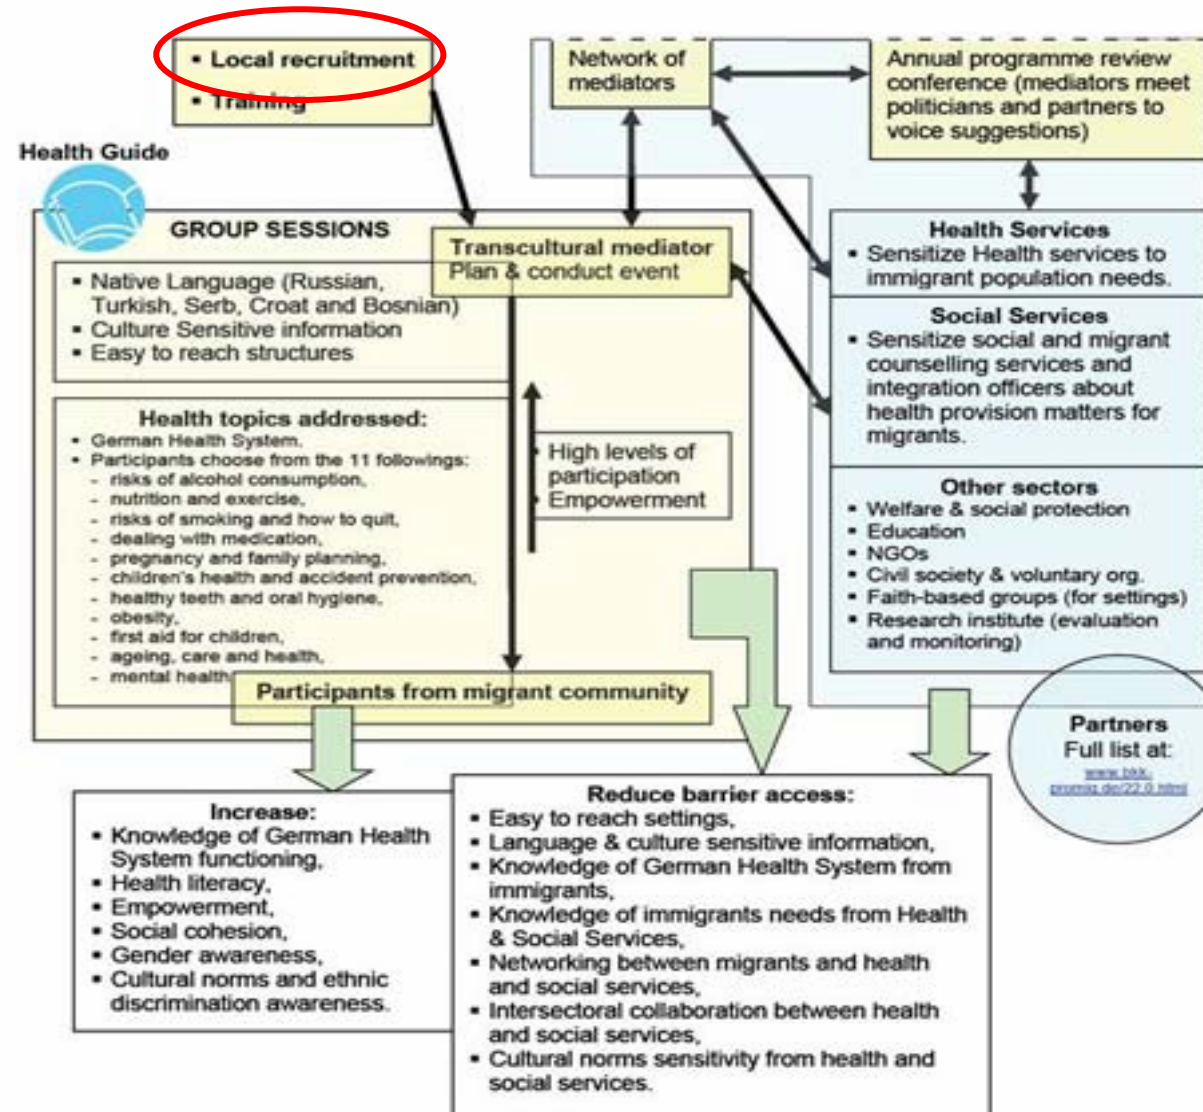 ▪ Local recruitment
▪ Training
Network of
mediators
Annual programme review
conference (mediators meet
politicians and partners to
voice suggestions)
Health Guide
GROUP SESSIONS
Transcultural mediator
Plan & conduct event
▪ Native Language (Russian,
Turkish, Serb, Croat and Bosnian)
▪ Culture Sensitive information
▪ Easy to reach structures
Health topics addressed:
▪ German Health System.
▪ Participants choose from the 11 followings:
- risks of alcohol consumption,
- nutrition and exercise,
- risks of smoking and how to quit,
- dealing with medication,
- pregnancy and family planning,
- children's health and accident prevention,
- healthy teeth and oral hygiene,
- obesity,
- first aid for children,
- ageing, care and health,
- mental health
▪ High levels of
participation
▪ Empowerment
Participants from migrant community
Health Services
▪ Sensitize Health services to
immigrant population needs.
Social Services
▪ Sensitize social and migrant
counselling services and
integration officers about
health provision matters for
migrants.
Other sectors
▪ Welfare & social protection
▪ Education
▪ NGOs
▪ Civil society & voluntary org.
▪ Faith-based groups (for settings)
▪ Research institute (evaluation
and monitoring)
Partners
Full list at:
www.bkk-
promig.de/22.0.html
Increase:
▪ Knowledge of German Health
System functioning,
▪ Health literacy,
▪ Empowerment,
▪ Social cohesion,
▪ Gender awareness,
▪ Cultural norms and ethnic
discrimination awareness.
Reduce barrier access:
▪ Easy to reach settings,
▪ Language & culture sensitive information,
▪ Knowledge of German Health System from
immigrants,
▪ Knowledge of immigrants needs from Health
& Social Services,
▪ Networking between migrants and health
and social services,
▪ Intersectoral collaboration between health
and social services,
▪ Cultural norms sensitivity from health and
social services.